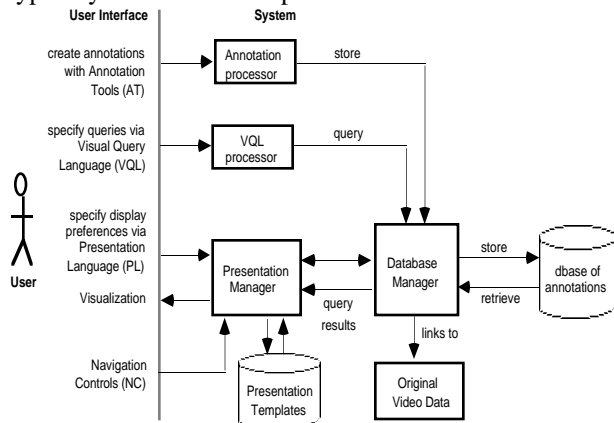 User Interface
System
create annotations
with Annotation
Tools (AT)
Annotation
processor
store
specify queries via
Visual Query
Language (VQL)
VQL
processor
query
User
specify display
preferences via
Presentation
Language (PL)
Visualization
Presentation
Manager
query
results
Database
Manager
store
retrieve
dbase of
annotations
links to
Navigation
Controls (NC)
Presentation
Templates
Original
Video Data